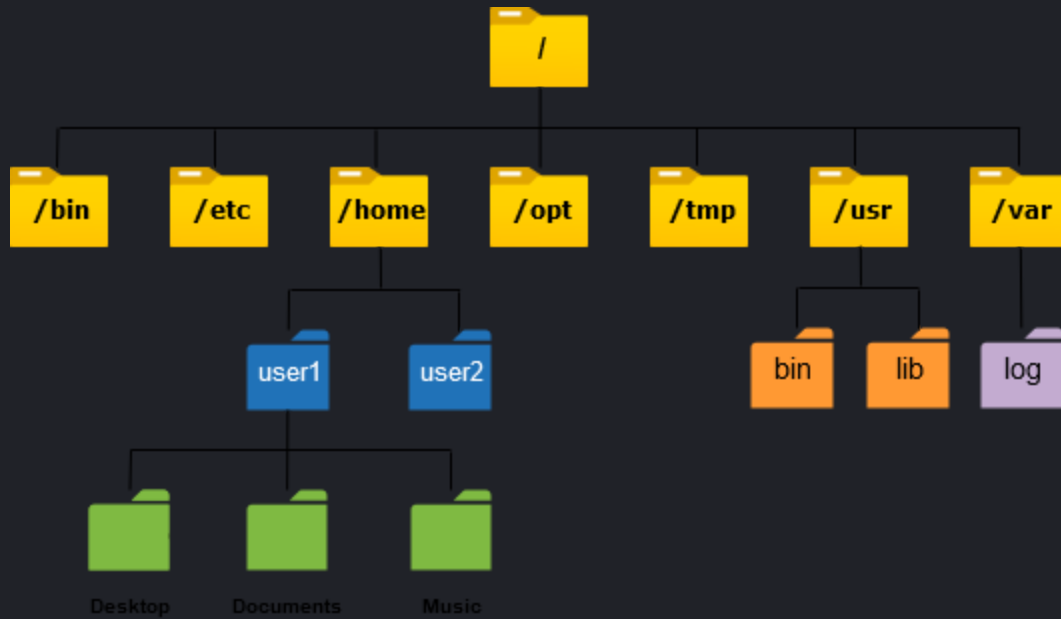 /
/bin
/etc
/home
/opt
/tmp
/usr
/var
user1
user2
bin
lib
log
Desktop
Documents
Music